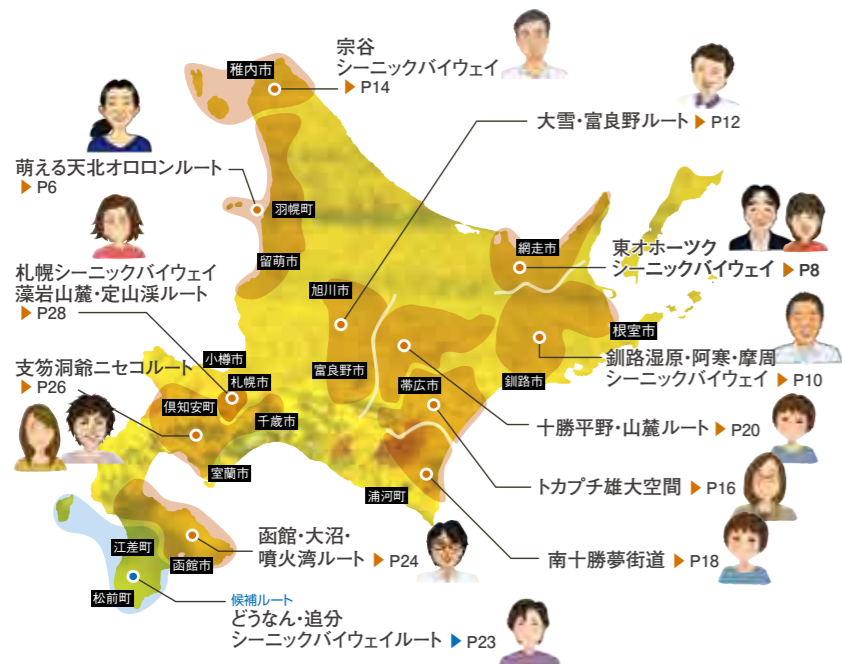 宗谷
シーニックバイウェイ
▶ P14
稚内市
大雪・富良野ルート ▶ P12
萌える天北オロロンルート
▶ P6
羽幌町
留萌市
網走市
東オホーツク
シーニックバイウェイ ▶ P8
札幌シーニックバイウェイ
藻岩山麓・定山渓ルート
▶ P28
旭川市
根室市
釧路湿原・阿寒・摩周
シーニックバイウェイ ▶ P10
小樽市
札幌市
富良野市
釧路市
支笏洞爺ニセコルート
▶ P26
倶知安町
千歳市
帯広市
十勝平野・山麓ルート ▶ P20
室蘭市
浦河町
トカプチ雄大空間 ▶ P16
江差町
函館市
函館・大沼・
噴火湾ルート ▶ P24
南十勝夢街道 ▶ P18
松前町
候補ルート
どうなん・追分
シーニックバイウェイルート ▶ P23